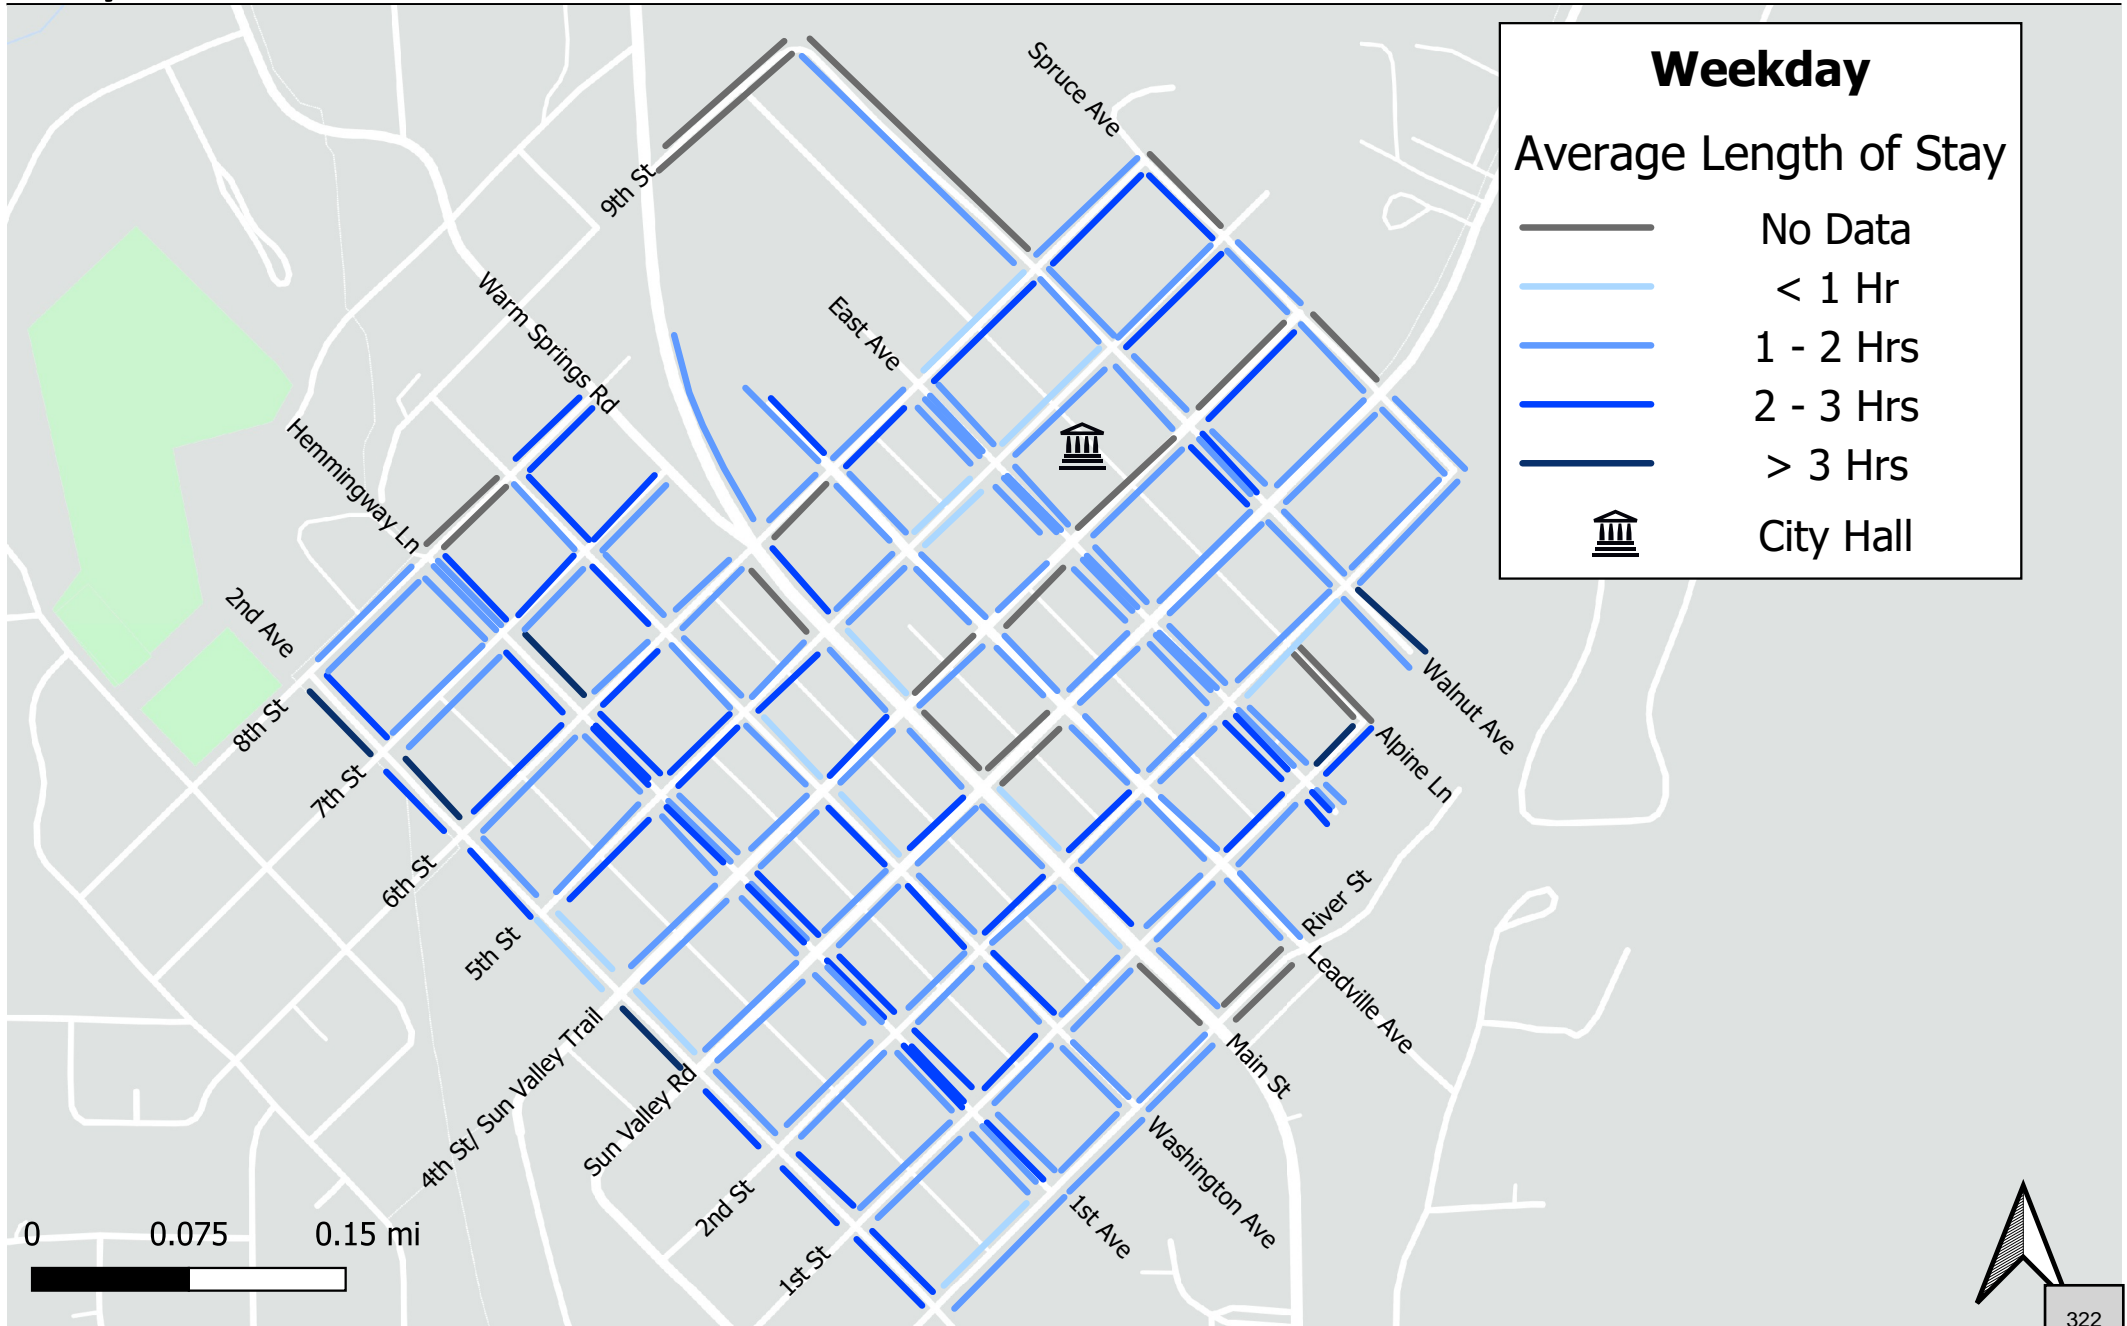 Weekday
Average Length of Stay
No Data
< 1 Hr
1 - 2 Hrs
2 - 3 Hrs
> 3 Hrs
City Hall
Spruce Ave
9th St
East Ave
Warm Springs Rd
Hemmingway Ln
2nd Ave
8th St
7th St
6th St
5th St
4th St/ Sun Valley Trail
Sun Valley Rd
2nd St
1st St
Walnut Ave
Alpine Ln
River St
Leadville Ave
Main St
Washington Ave
1st Ave
0 0.075 0.15 mi
322